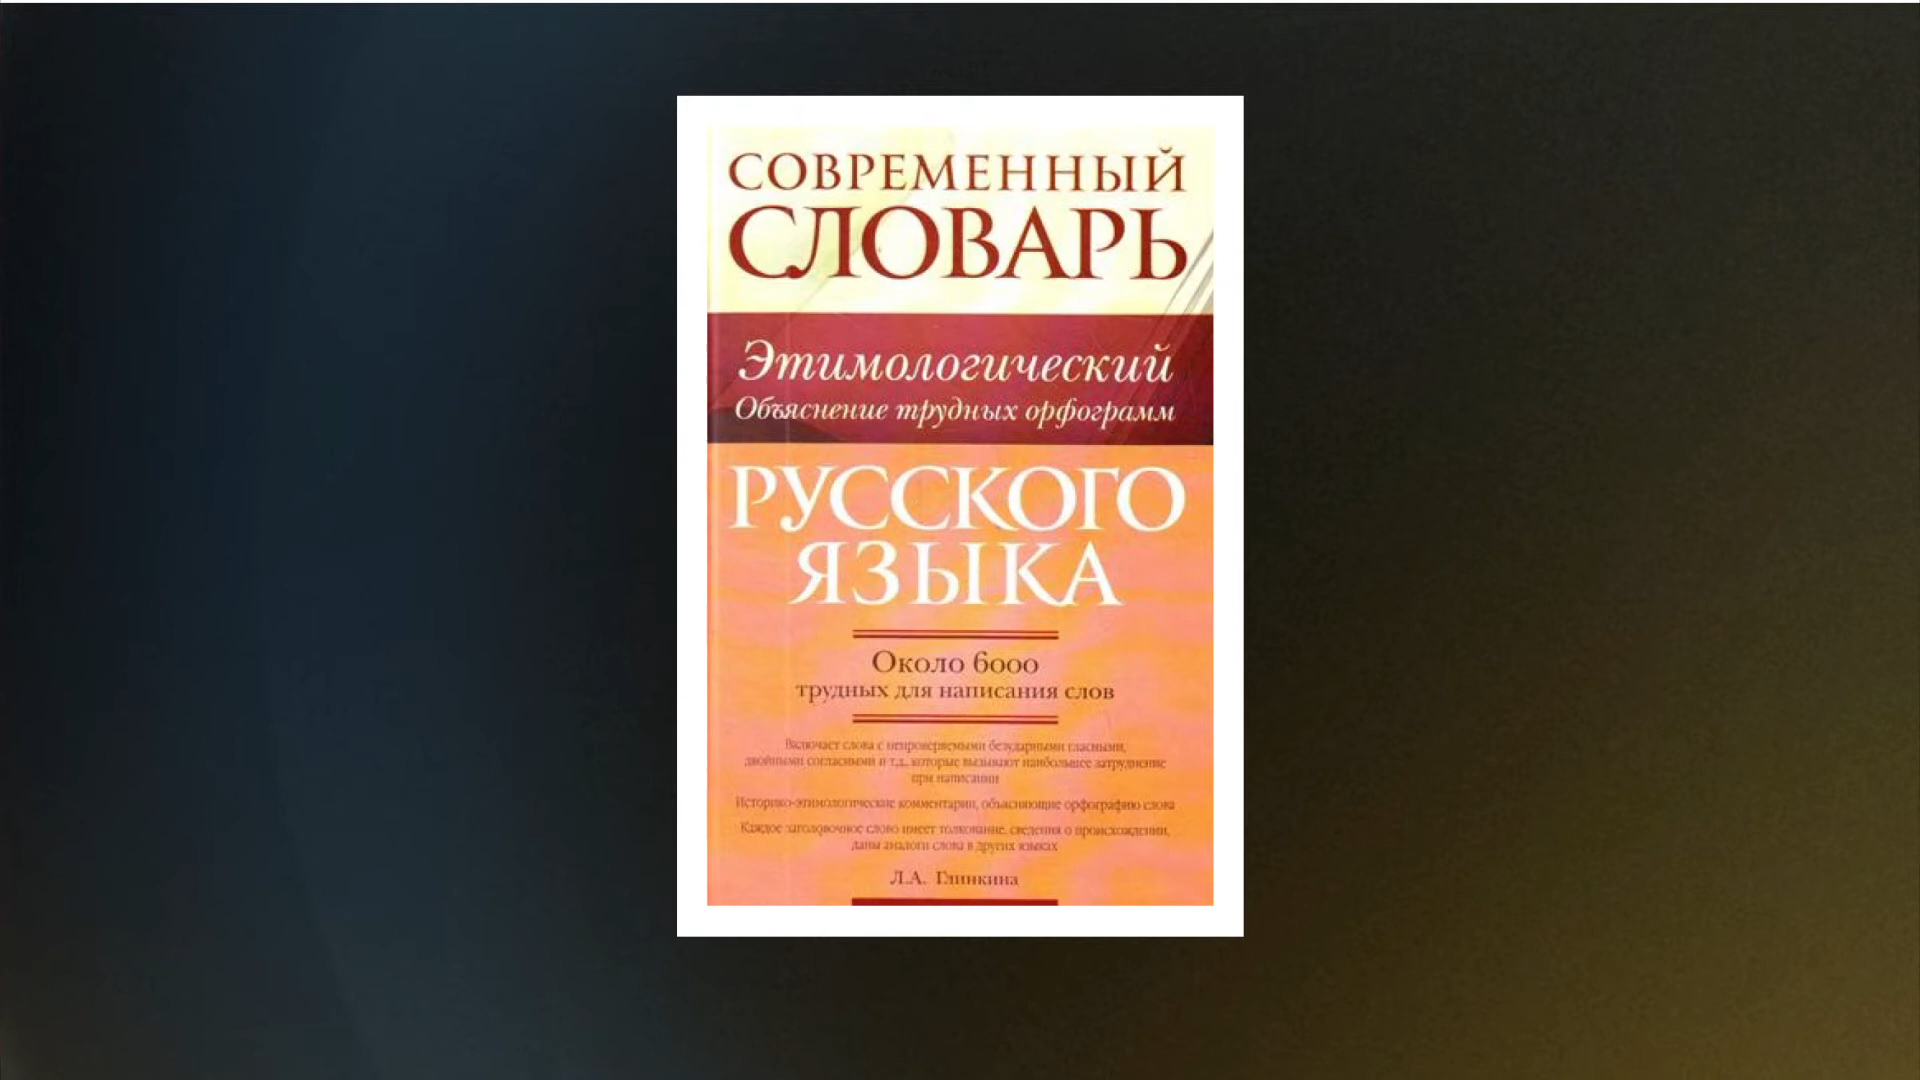 СОВРЕМЕННЫЙ
СЛОВАРЬ
Этимологический
Объяснение трудных орфограмм
РУССКОГО
ЯЗЫКА
Около 6000
трудных для написания слов
Включает слова с непроверяемыми безударными гласными,
двойными согласными и т.д., которые вызывают наибольшее затруднение
при написании
Историко-этимологические комментарии, объясняющие орфографию слова
Каждое заголовочное слово имеет толкование, сведения о происхождении,
даны аналоги слова в других языках
Л.А. Глинкина